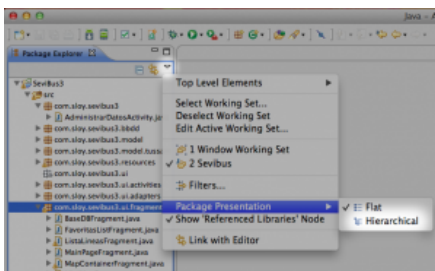 Java – A
Package Explorer
SeviBus3
src
com.sloy.sevibus3
AdministrarDatosActivity.ja
com.sloy.sevibus3.bbdd
com.sloy.sevibus3.model
com.sloy.sevibus3.model.tussa
com.sloy.sevibus3.resources
com.sloy.sevibus3.ui
com.sloy.sevibus3.ui.activities
com.sloy.sevibus3.ui.adapters
com.sloy.sevibus3.ui.fragment
BaseDBFragment.java
FavoritasListFragment.java
ListaLineasFragment.java
MainPageFragment.java
MapContainerFragment.java
Top Level Elements
Select Working Set...
Deselect Working Set
Edit Active Working Set...
1 Window Working Set
2 Sevibus
Filters...
Package Presentation
Show 'Referenced Libraries' Node
Link with Editor
Flat
Hierarchical